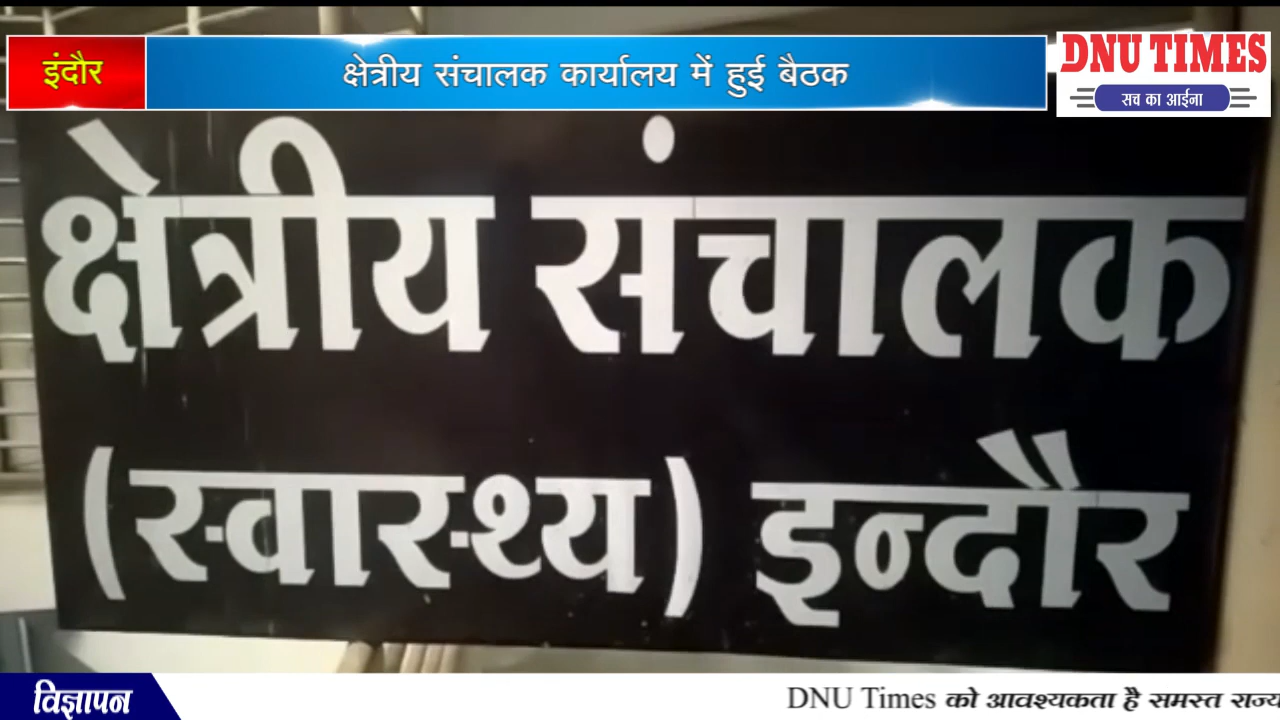 इंदौर
क्षेत्रीय संचालक कार्यालय में हुई बैठक
DNU TIMES
सच का आईना
क्षेत्रीय संचालक
(स्वास्थ्य) इन्दौर
विज्ञापन
DNU Times को आवश्यकता है समस्त राज्य